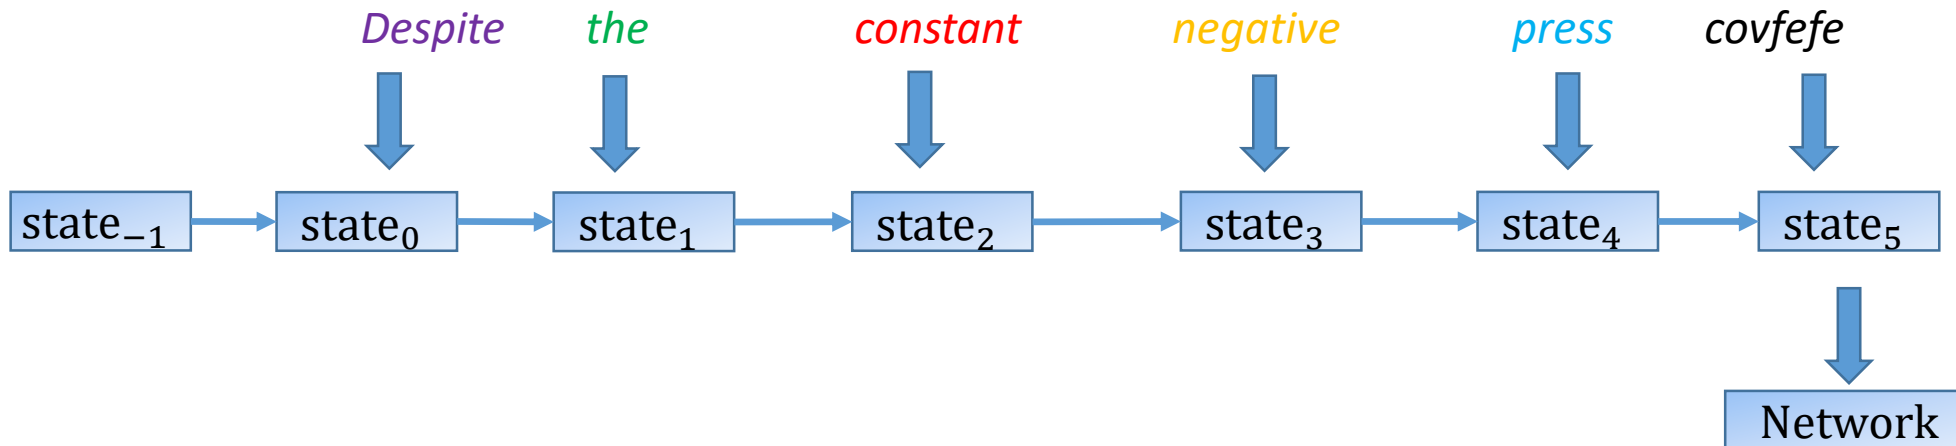 Despite the constant negative press covfefe
state₋₁ state₀ state₁ state₂ state₃ state₄ state₅
Network